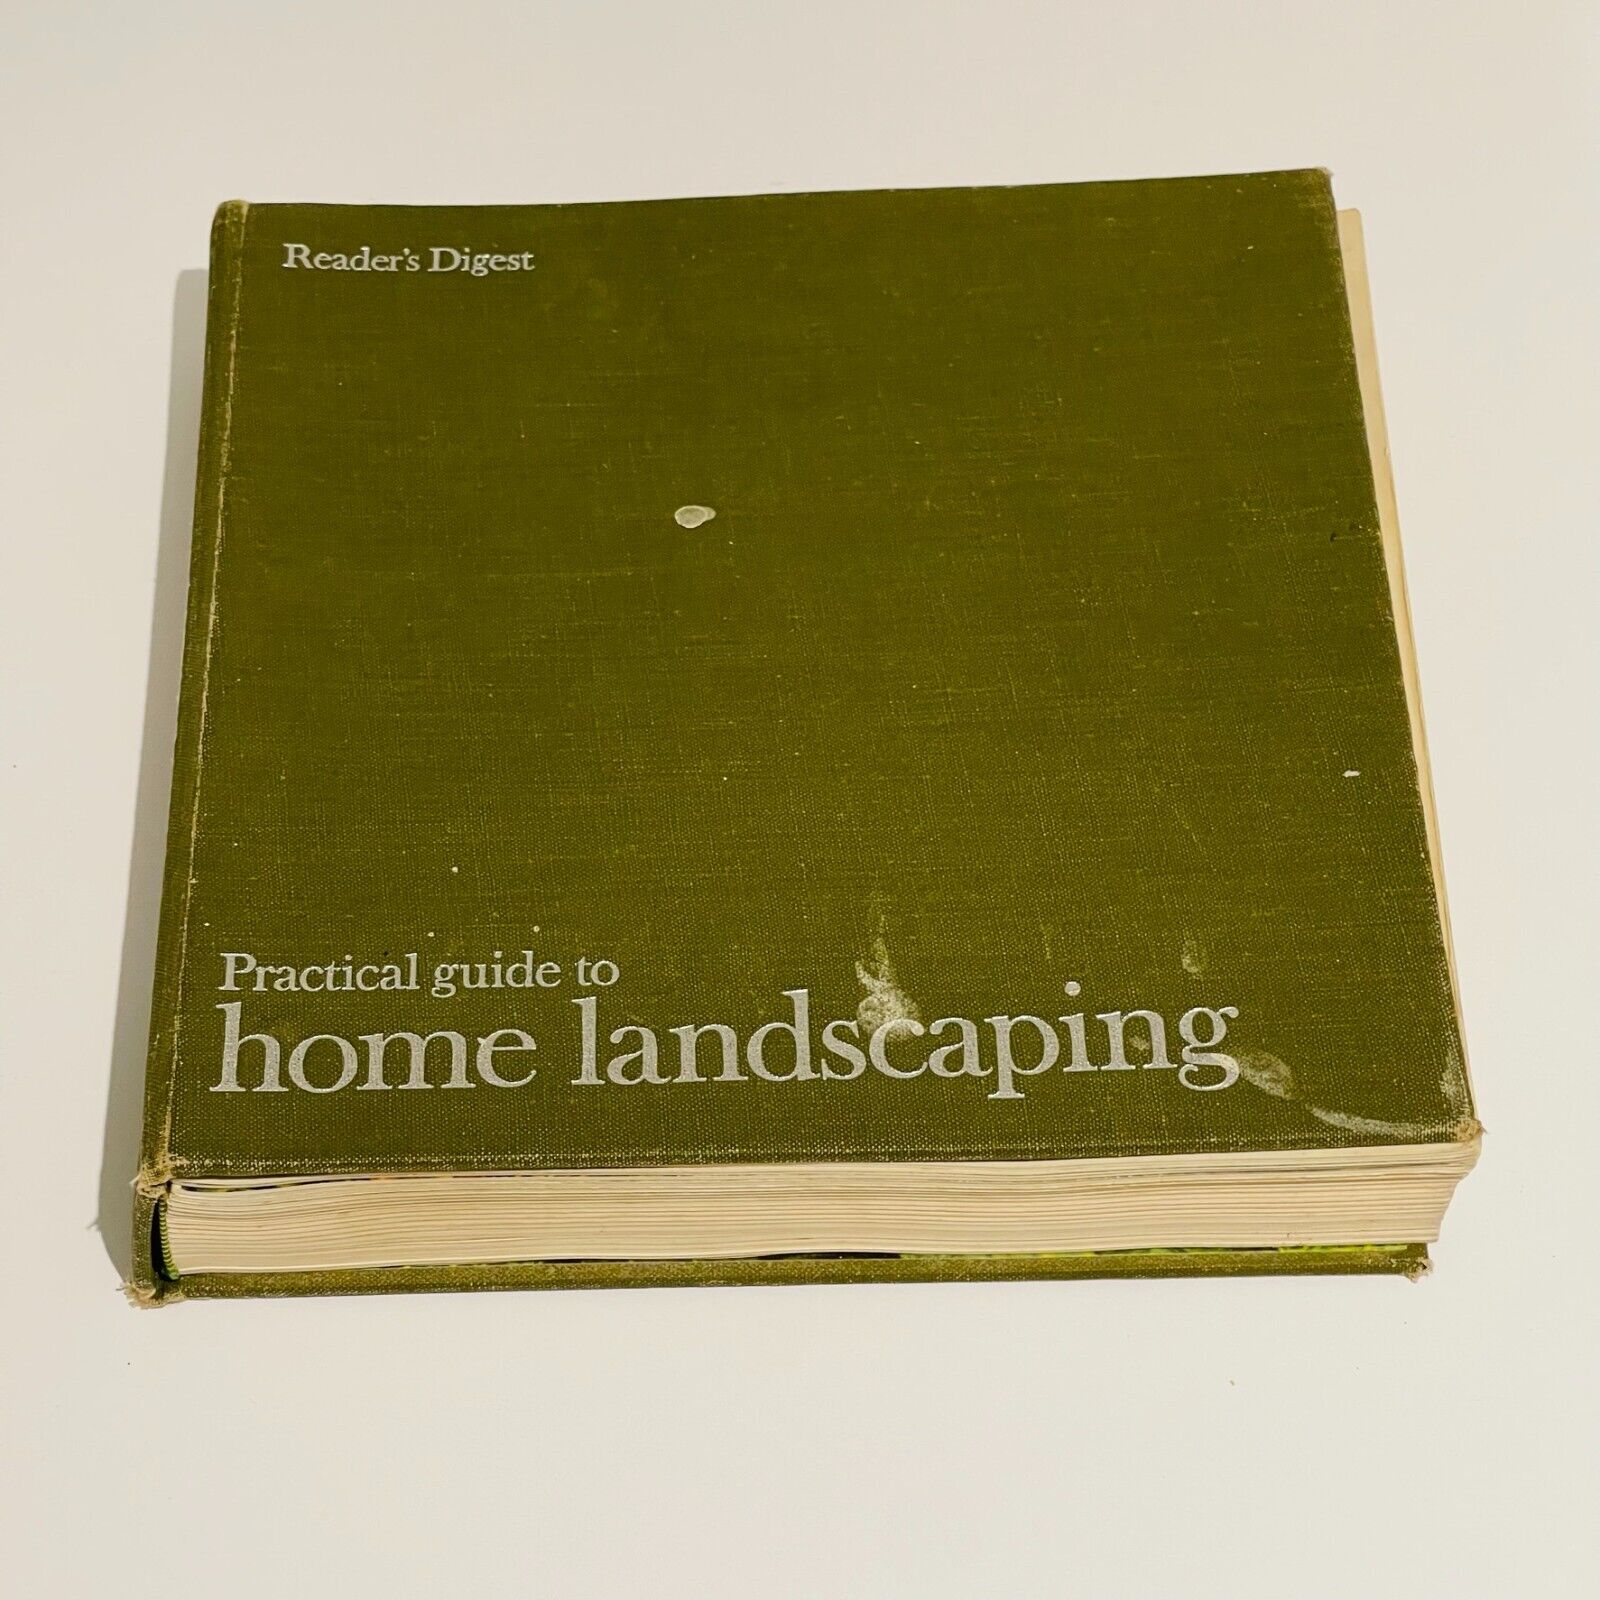 Reader's Digest
Practical guide to
home landscaping